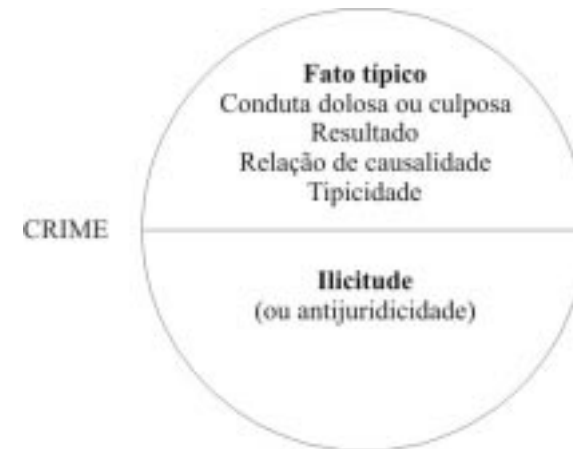 Fato típico
Conduta dolosa ou culposa
Resultado
Relação de causalidade
Tipicidade
CRIME
Ilicitude
(ou antijuridicidade)